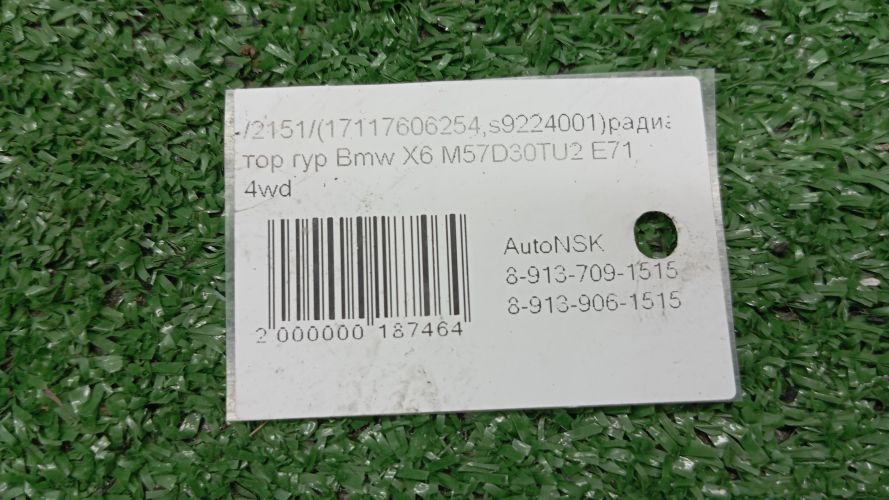 -/2151/(17117606254,s9224001)радиа
тор гур Bmw X6 M57D30TU2 E71
4wd
AutoNSK
8-913-709-1515
8-913-906-1515
2 000000 187464